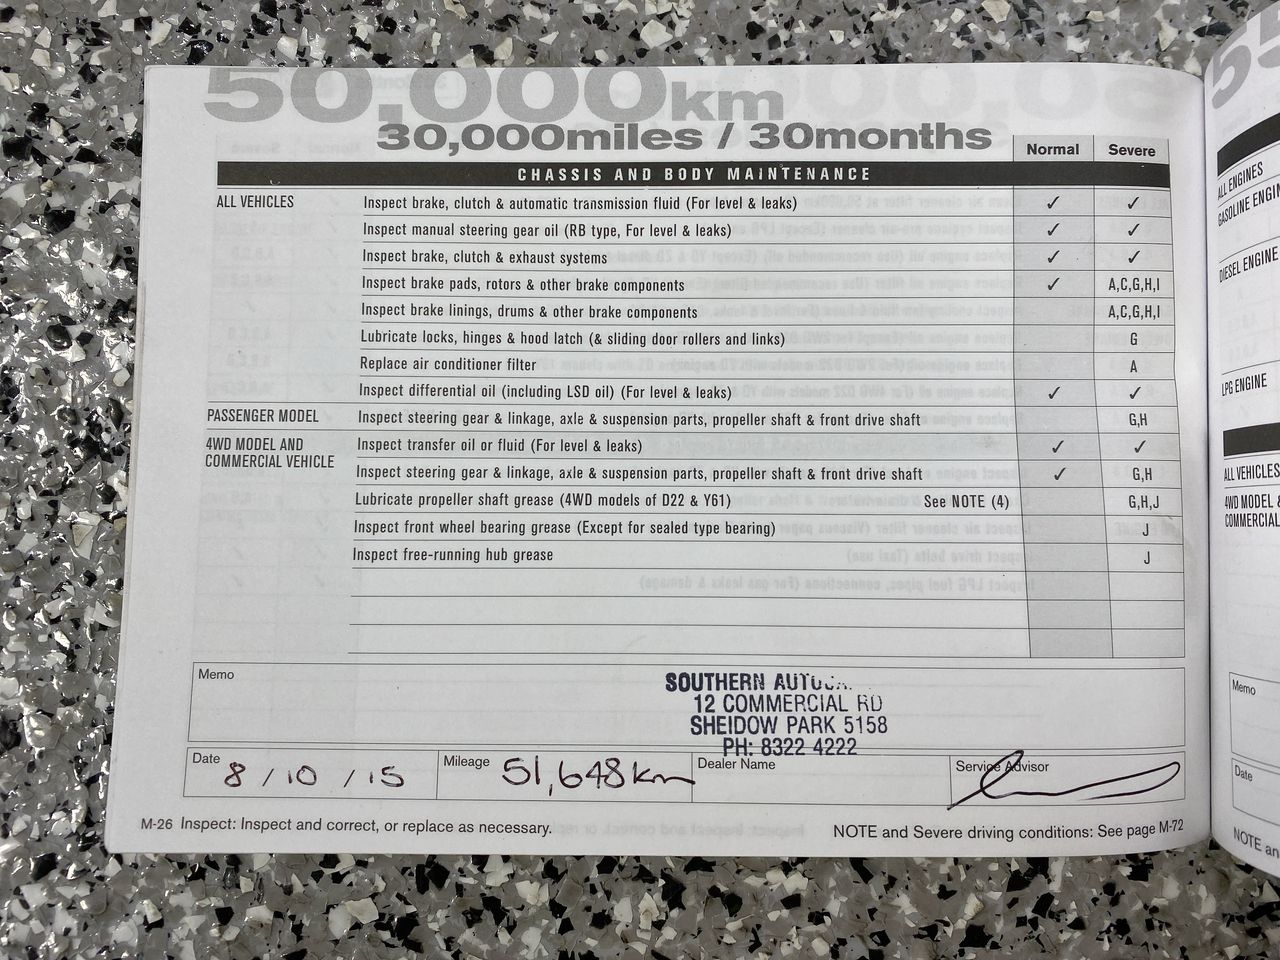 50,000km
30,000miles / 30months
Normal Severe
CHASSIS AND BODY MAINTENANCE
ALL VEHICLES Inspect brake, clutch & automatic transmission fluid (For level & leaks) ✓ ✓
Inspect manual steering gear oil (RB type, For level & leaks) ✓ ✓
Inspect brake, clutch & exhaust systems ✓ ✓
Inspect brake pads, rotors & other brake components ✓ A,C,G,H,I
Inspect brake linings, drums & other brake components A,C,G,H,I
Lubricate locks, hinges & hood latch (& sliding door rollers and links) G
Replace air conditioner filter A
Inspect differential oil (including LSD oil) (For level & leaks) ✓ ✓
PASSENGER MODEL Inspect steering gear & linkage, axle & suspension parts, propeller shaft & front drive shaft G,H
4WD MODEL AND Inspect transfer oil or fluid (For level & leaks) ✓ ✓
COMMERCIAL VEHICLE Inspect steering gear & linkage, axle & suspension parts, propeller shaft & front drive shaft ✓ G,H
Lubricate propeller shaft grease (4WD models of D22 & Y61) See NOTE (4) G,H,J
Inspect front wheel bearing grease (Except for sealed type bearing) J
Inspect free-running hub grease J
Memo
SOUTHERN
12 COMMERCIAL RD
SHEIDOW PARK 5158
PH: 8322 4222
Date 8 / 10 / 15 Mileage 51,648km Dealer Name Service Advisor
M-26 Inspect: Inspect and correct, or replace as necessary. NOTE and Severe driving conditions: See page M-72
55
ALL ENGINES
GASOLINE
DIESEL ENGINE
LPG ENGINE
ALL VEHICLES
4WD MODEL &
COMMERCIAL
Memo
Date
NOTE